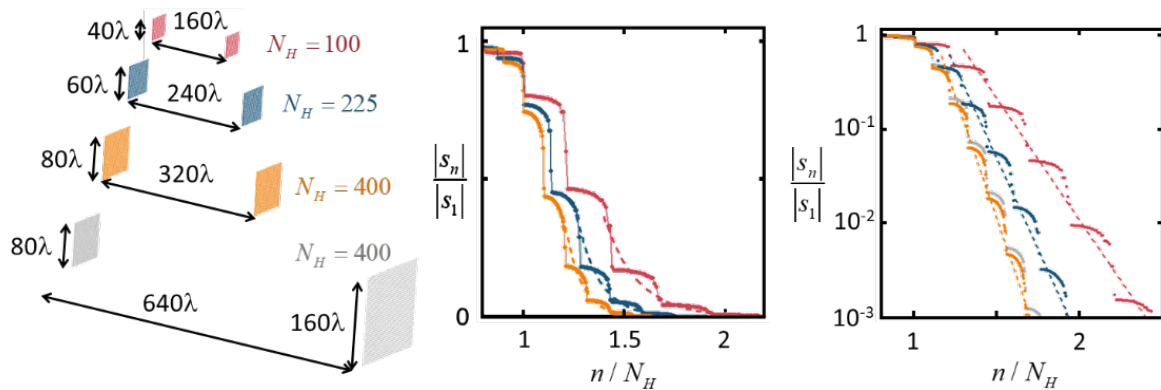 40λ
160λ
N_H = 100
60λ
240λ
N_H = 225
80λ
320λ
N_H = 400
80λ
N_H = 400
640λ
160λ
1
|s_n|
|s_1|
0
1
1.5
2
n / N_H
1
10^-1
|s_n|
|s_1|
10^-2
10^-3
1
2
n / N_H